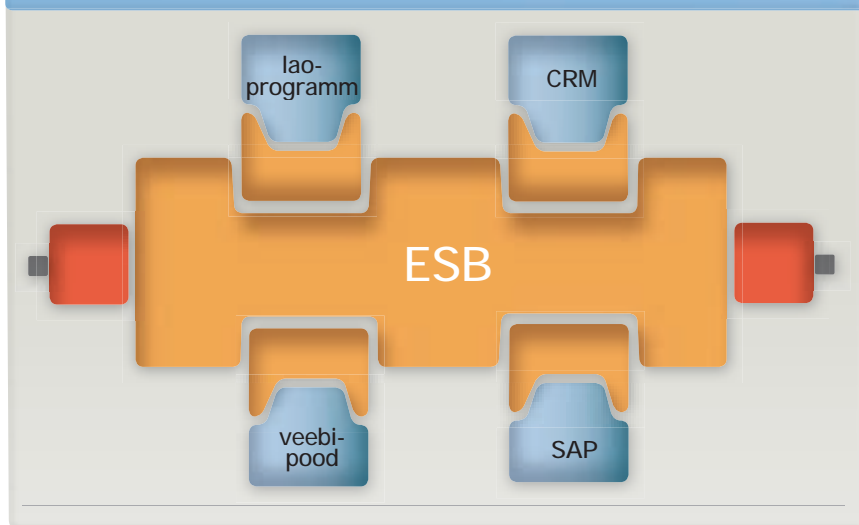 lao-
programm
CRM
ESB
veebi-
pood
SAP